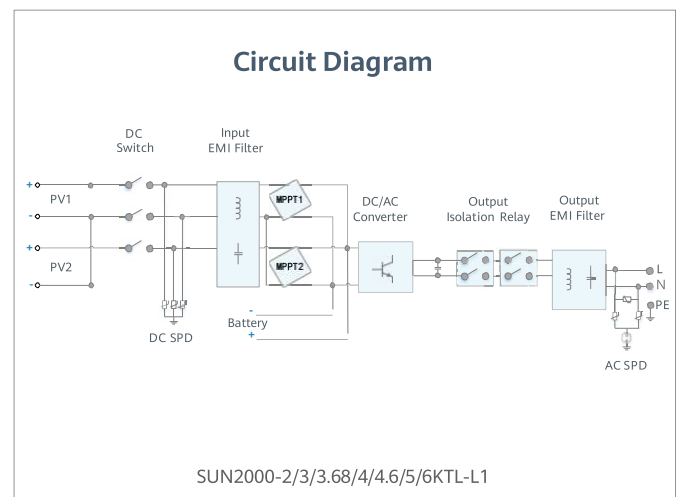 Circuit Diagram
DC
Switch
Input
EMI Filter
+
PV1
-
+
PV2
-
MPPT1
MPPT2
DC/AC
Converter
Output
Isolation Relay
Output
EMI Filter
L
N
PE
-
Battery
+
DC SPD
AC SPD
SUN2000-2/3/3.68/4/4.6/5/6KTL-L1